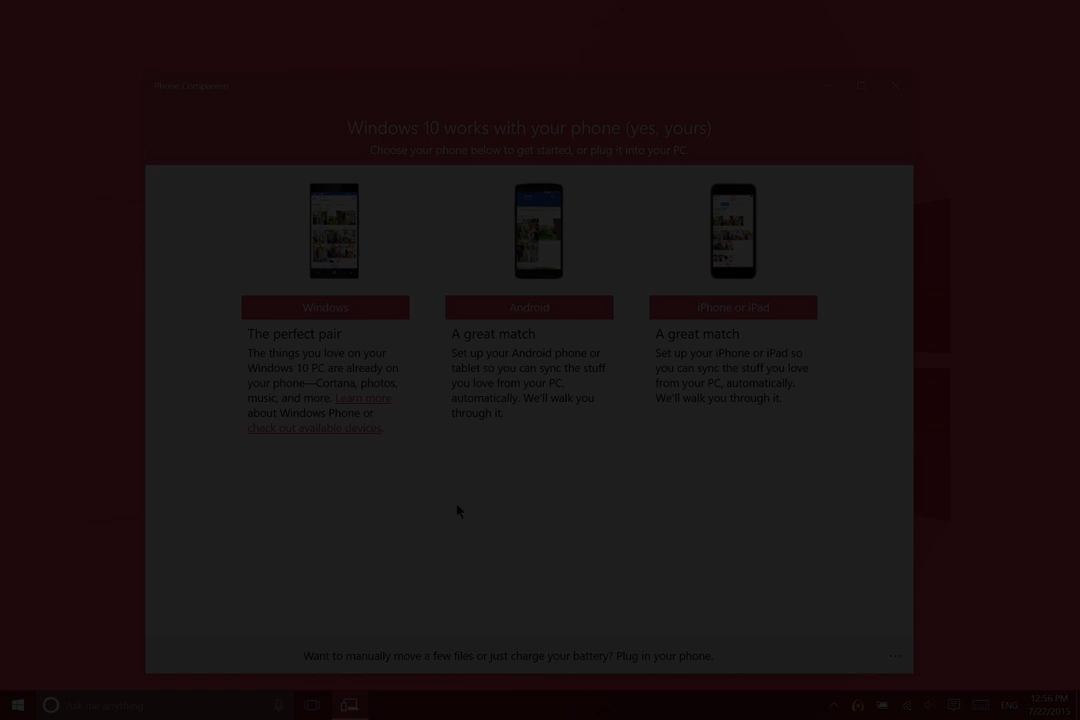 Phone Companion
Windows 10 works with your phone (yes, yours)
Choose your phone below to get started, or plug it into your PC.
Windows
The perfect pair
The things you love on your
Windows 10 PC are already on
your phone—Cortana, photos,
music, and more. Learn more
about Windows Phone or
check out available devices.
Android
A great match
Set up your Android phone or
tablet so you can sync the stuff
you love from your PC,
automatically. We'll walk you
through it.
iPhone or iPad
A great match
Set up your iPhone or iPad so
you can sync the stuff you love
from your PC, automatically.
We'll walk you through it.
Want to manually move a few files or just charge your battery? Plug in your phone.
Ask me anything
ENG
12:56 PM
7/22/2015